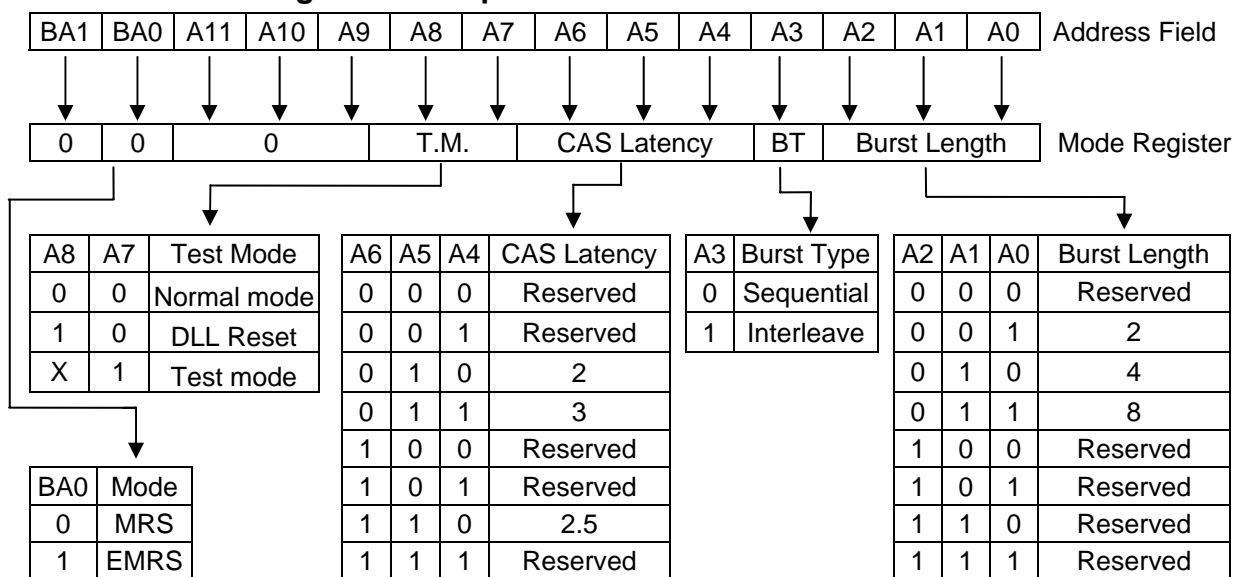 BA1 BA0 A11 A10 A9 A8 A7 A6 A5 A4 A3 A2 A1 A0 Address Field
0 0 0 T.M. CAS Latency BT Burst Length Mode Register
A8 A7 Test Mode
0 0 Normal mode
1 0 DLL Reset
X 1 Test mode
BA0 Mode
0 MRS
1 EMRS
A6 A5 A4 CAS Latency
0 0 0 Reserved
0 0 1 Reserved
0 1 0 2
0 1 1 3
1 0 0 Reserved
1 0 1 Reserved
1 1 0 2.5
1 1 1 Reserved
A3 Burst Type
0 Sequential
1 Interleave
A2 A1 A0 Burst Length
0 0 0 Reserved
0 0 1 2
0 1 0 4
0 1 1 8
1 0 0 Reserved
1 0 1 Reserved
1 1 0 Reserved
1 1 1 Reserved